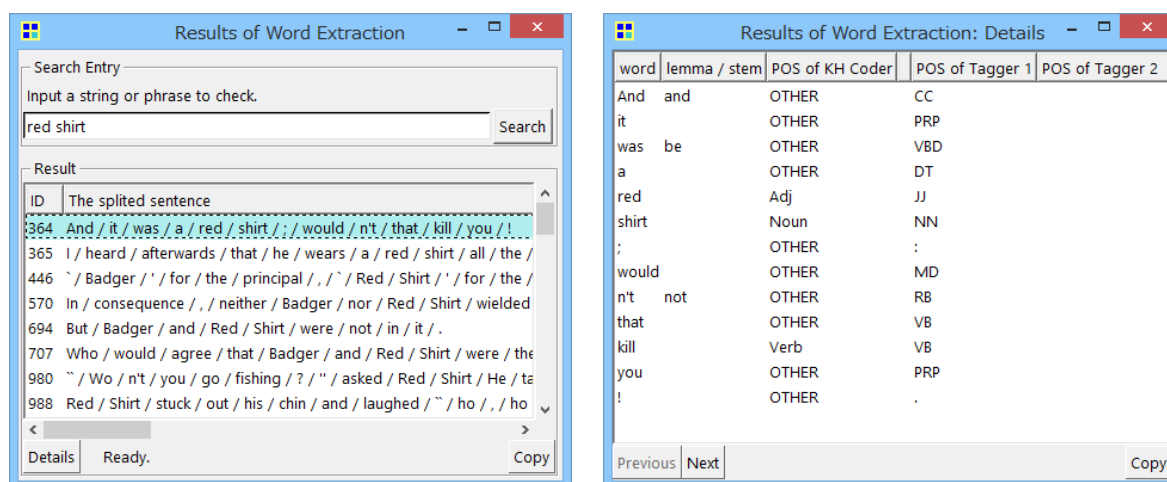 Results of Word Extraction
Search Entry
Input a string or phrase to check.
red shirt Search
Result
ID The splited sentence
364 And / it / was / a / red / shirt / ; / would / n't / that / kill / you / !
365 I / heard / afterwards / that / he / wears / a / red / shirt / all / the /
446 ` / Badger / ' / for / the / principal / , / ` / Red / Shirt / ' / for / the /
570 In / consequence / , / neither / Badger / nor / Red / Shirt / wielded
694 But / Badger / and / Red / Shirt / were / not / in / it / .
707 Who / would / agree / that / Badger / and / Red / Shirt / were / the
980 `` / Wo / n't / you / go / fishing / ? / '' / asked / Red / Shirt / He / ta
988 Red / Shirt / stuck / out / his / chin / and / laughed / `` / ho / , / ho
Details Ready. Copy
Results of Word Extraction: Details
word lemma / stem POS of KH Coder POS of Tagger 1 POS of Tagger 2
And and OTHER CC
it OTHER PRP
was be OTHER VBD
a OTHER DT
red Adj JJ
shirt Noun NN
; OTHER :
would OTHER MD
n't not OTHER RB
that OTHER VB
kill Verb VB
you OTHER PRP
! OTHER .
Previous Next Copy